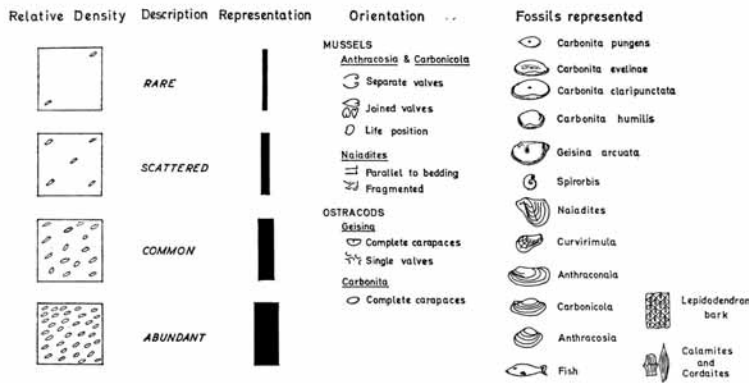 Relative Density
Description
Representation
RARE
SCATTERED
COMMON
ABUNDANT
Orientation
MUSSELS
Anthracosia & Carbonicola
Separate valves
Joined valves
Life position
Naiadites
Parallel to bedding
Fragmented
OSTRACODS
Geisina
Complete carapaces
Single valves
Carbonita
Complete carapaces
Fossils represented
Carbonita pungens
Carbonita evelinae
Carbonita claripunctata
Carbonita humilis
Geisina arcuata
Spirorbis
Naiadites
Curvirimula
Anthraconaia
Carbonicola
Anthracosia
Fish
Lepidodendron
bark
Calamites
and
Cordaites